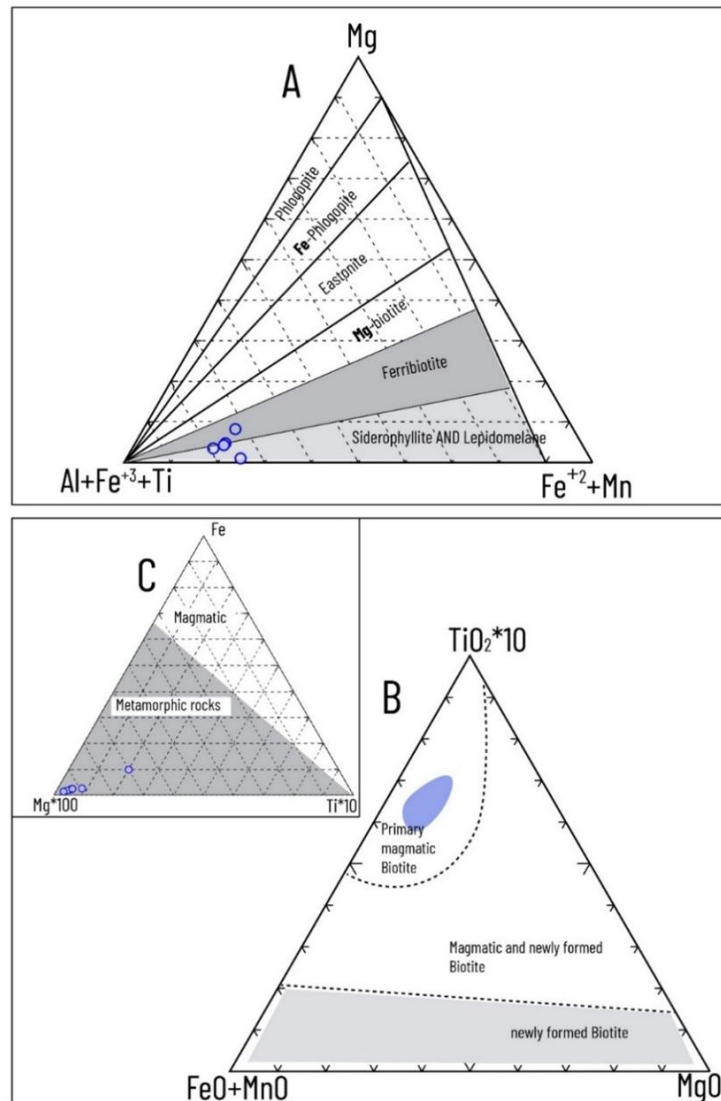 Mg
A
Phlogopite
Fe-Phlogopite
Eastonite
Mg-biotite
Ferribiotite
Siderophyllite AND Lepidomelane
Al+Fe+3+Ti
Fe+2+Mn
Fe
C
Magmatic
Metamorphic rocks
Mg*100
Ti*10
TiO2*10
B
Primary
magmatic
Biotite
Magmatic and newly formed
Biotite
newly formed Biotite
FeO+MnO
MgO